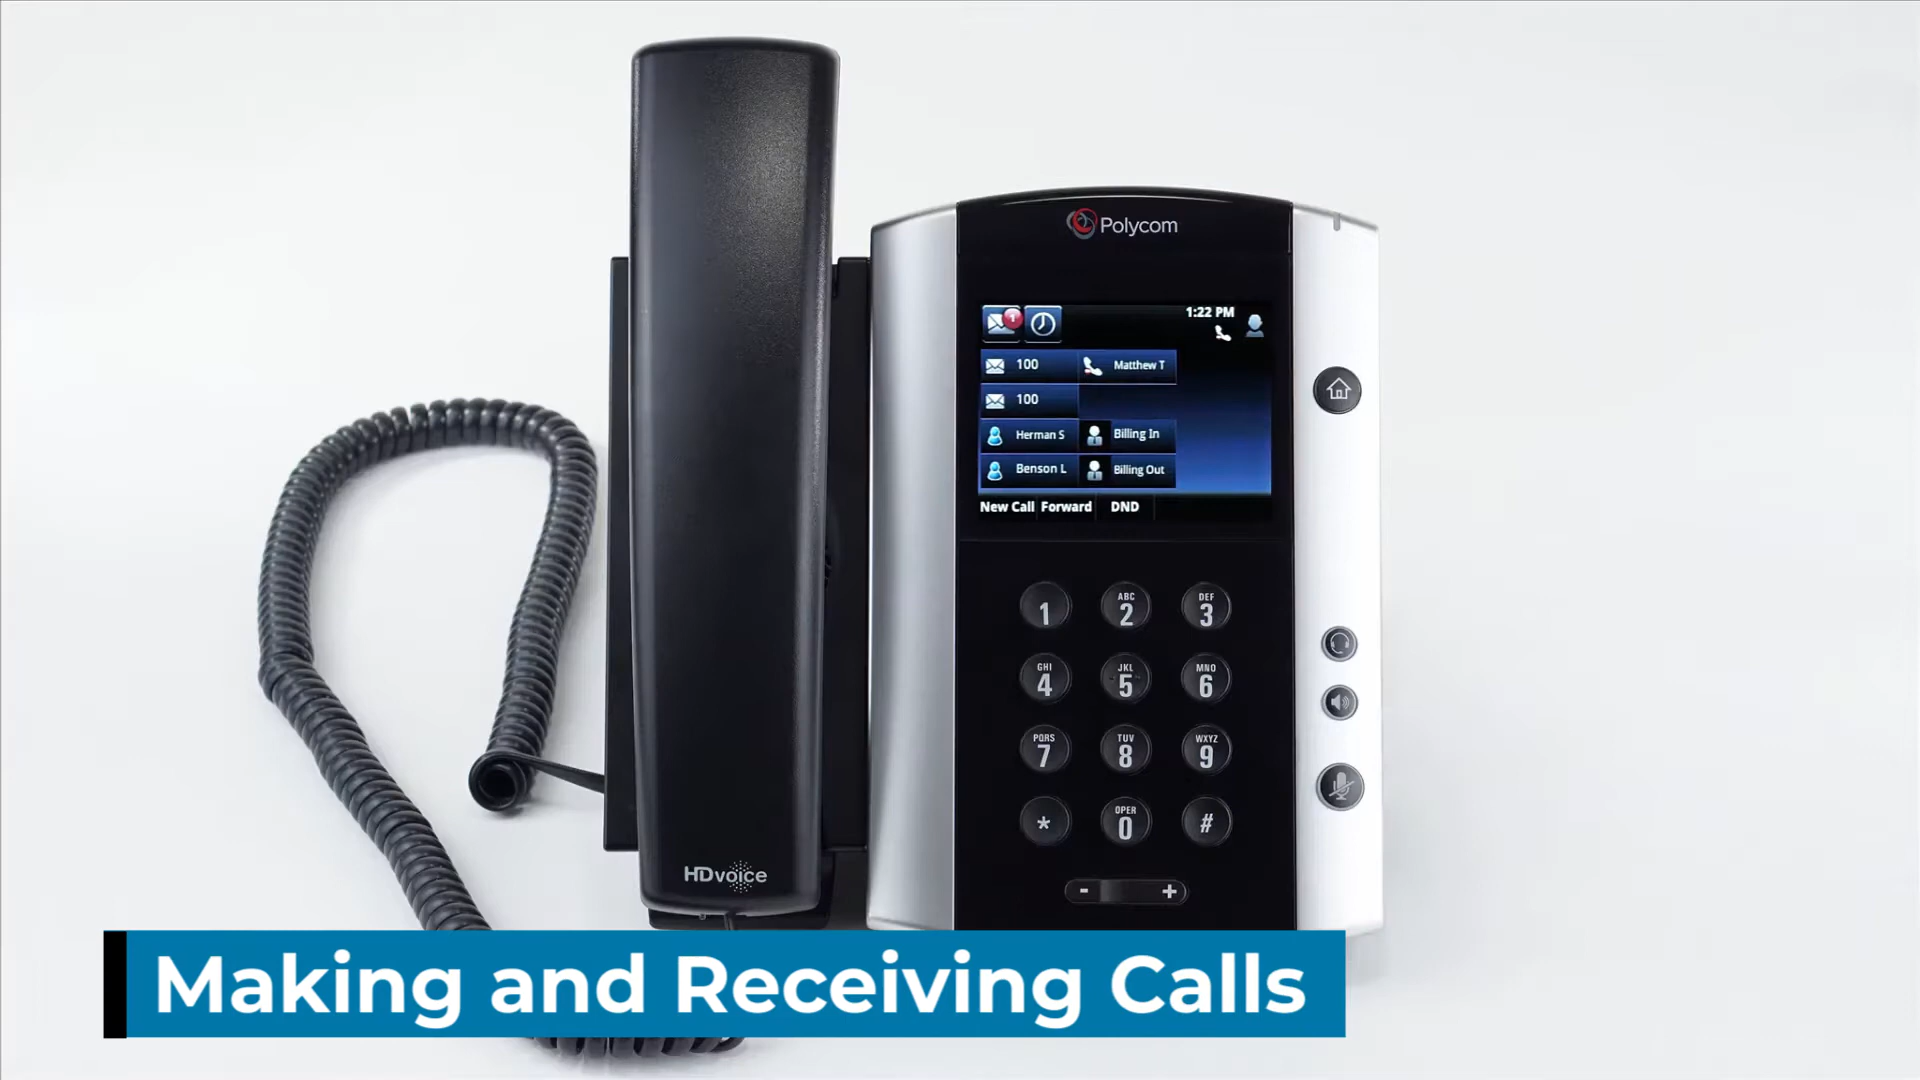 Polycom
1
1:22 PM
100
Matthew T
100
Herman S
Billing In
Benson L
Billing Out
New Call
Forward
DND
1
ABC
2
DEF
3
GHI
4
JKL
5
MNO
6
PQRS
7
TUV
8
WXYZ
9
*
OPER
0
#
- +
HDvoice
Making and Receiving Calls